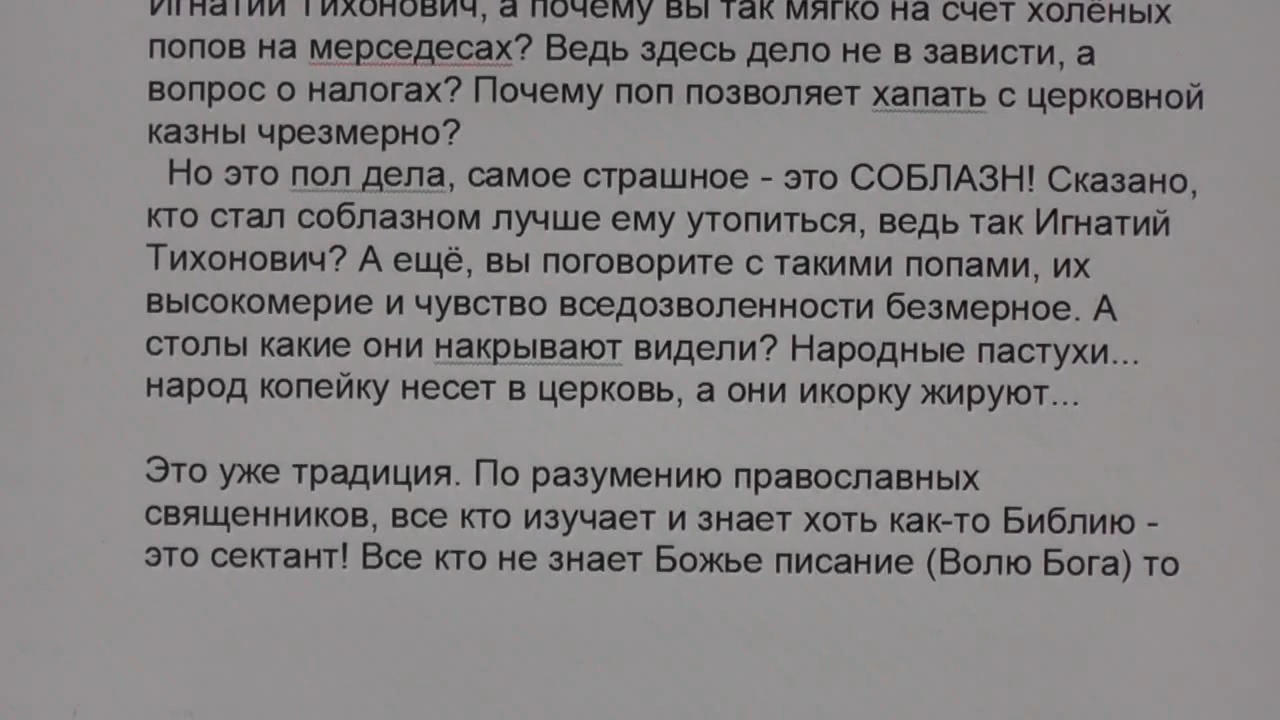 Игнатий Тихонович, а почему вы так мягко на счет холёных
попов на мерседесах? Ведь здесь дело не в зависти, а
вопрос о налогах? Почему поп позволяет хапать с церковной
казны чрезмерно?
Но это пол дела, самое страшное - это СОБЛАЗН! Сказано,
кто стал соблазном лучше ему утопиться, ведь так Игнатий
Тихонович? А ещё, вы поговорите с такими попами, их
высокомерие и чувство вседозволенности безмерное. А
столы какие они накрывают видели? Народные пастухи...
народ копейку несет в церковь, а они икорку жируют...
Это уже традиция. По разумению православных
священников, все кто изучает и знает хоть как-то Библию -
это сектант! Все кто не знает Божье писание (Волю Бога) то